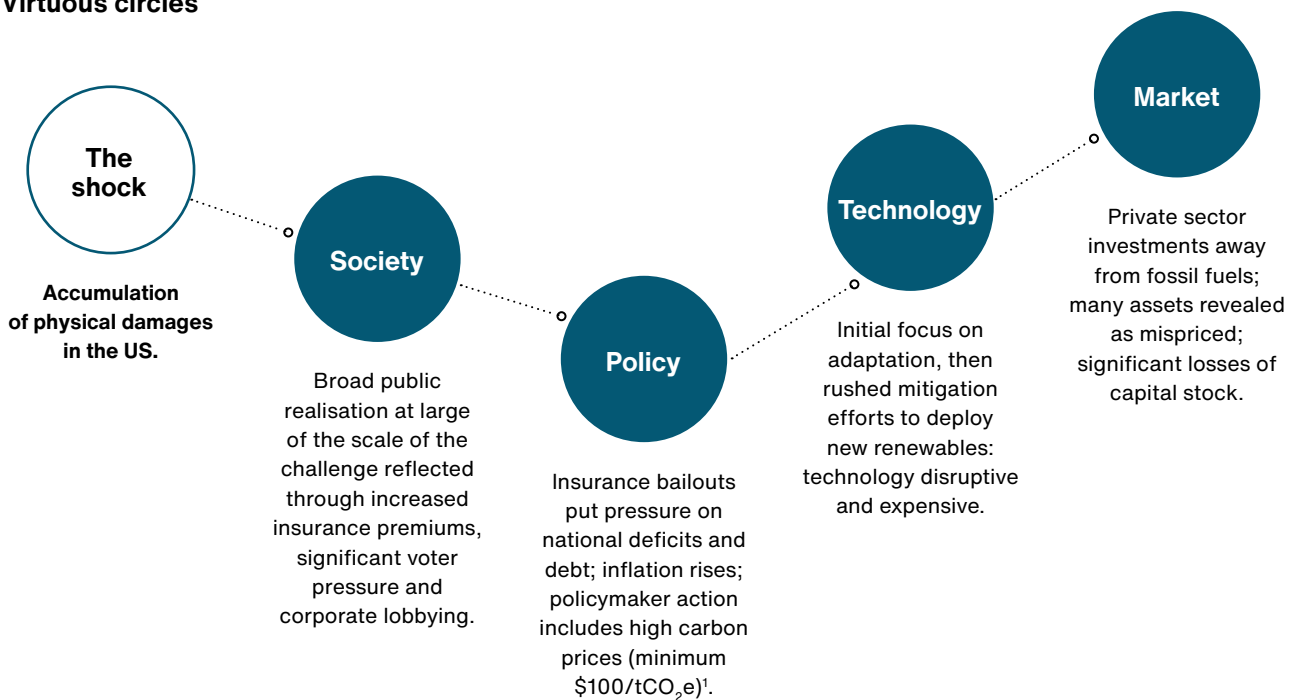 Virtuous circles
The
shock
Accumulation
of physical damages
in the US.
Society
Broad public
realisation at large
of the scale of the
challenge reflected
through increased
insurance premiums,
significant voter
pressure and
corporate lobbying.
Policy
Insurance bailouts
put pressure on
national deficits and
debt; inflation rises;
policymaker action
includes high carbon
prices (minimum
$100/tCO₂e)¹.
Technology
Initial focus on
adaptation, then
rushed mitigation
efforts to deploy
new renewables:
technology disruptive
and expensive.
Market
Private sector
investments away
from fossil fuels;
many assets revealed
as mispriced;
significant losses of
capital stock.